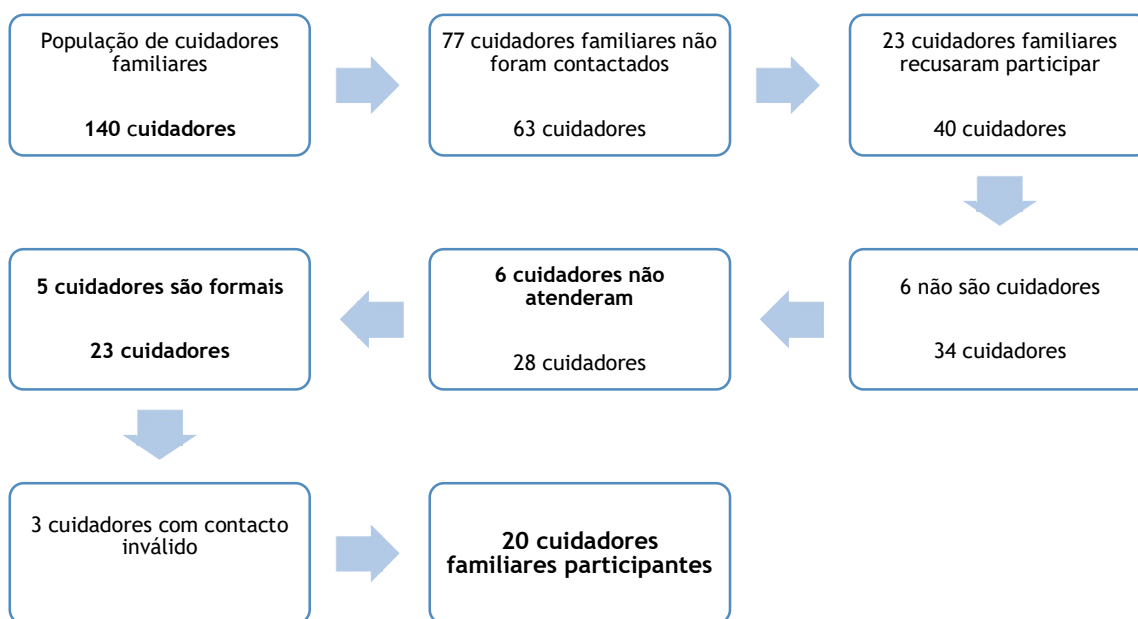 População de cuidadores
familiares
140 cuidadores
77 cuidadores familiares não
foram contactados
63 cuidadores
23 cuidadores familiares
recusaram participar
40 cuidadores
6 não são cuidadores
34 cuidadores
6 cuidadores não
atenderam
28 cuidadores
5 cuidadores são formais
23 cuidadores
3 cuidadores com contacto
inválido
20 cuidadores
familiares participantes